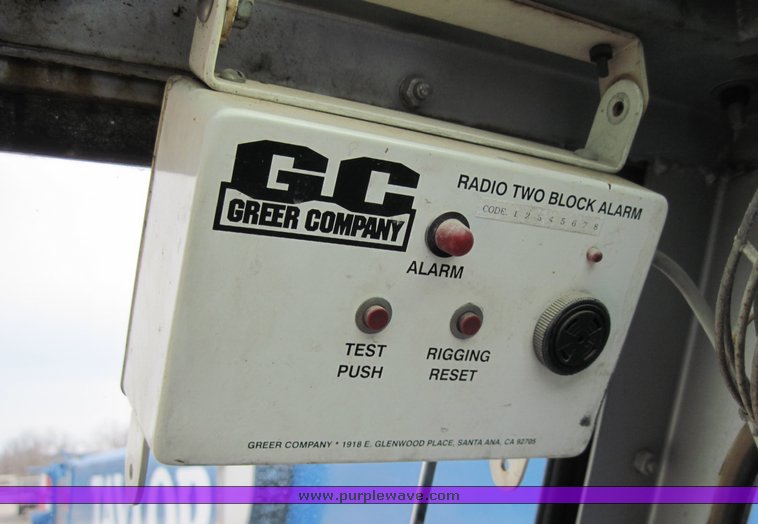 GC
GREER COMPANY
RADIO TWO BLOCK ALARM
CODE. 1 2 3 4 5 6 7 8
ALARM
TEST
PUSH
RIGGING
RESET
GREER COMPANY * 1918 E. GLENWOOD PLACE, SANTA ANA, CA 92705
www.purplewave.com